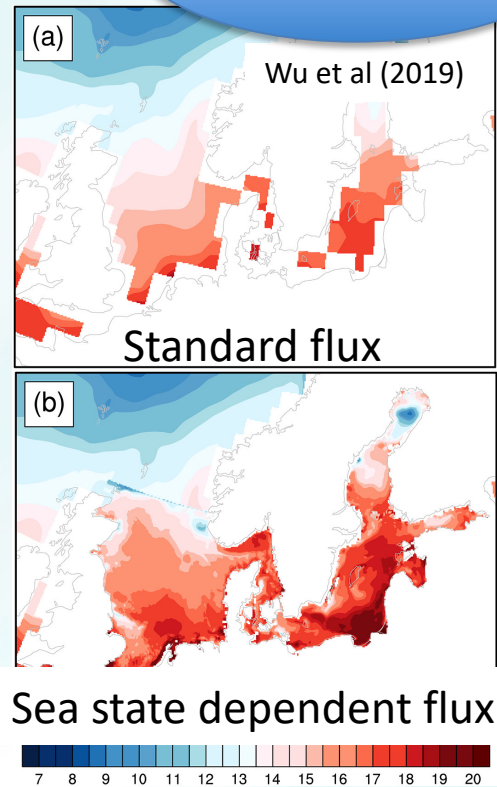 (a)
Wu et al (2019)
Standard flux
(b)
Sea state dependent flux
7 8 9 10 11 12 13 14 15 16 17 18 19 20